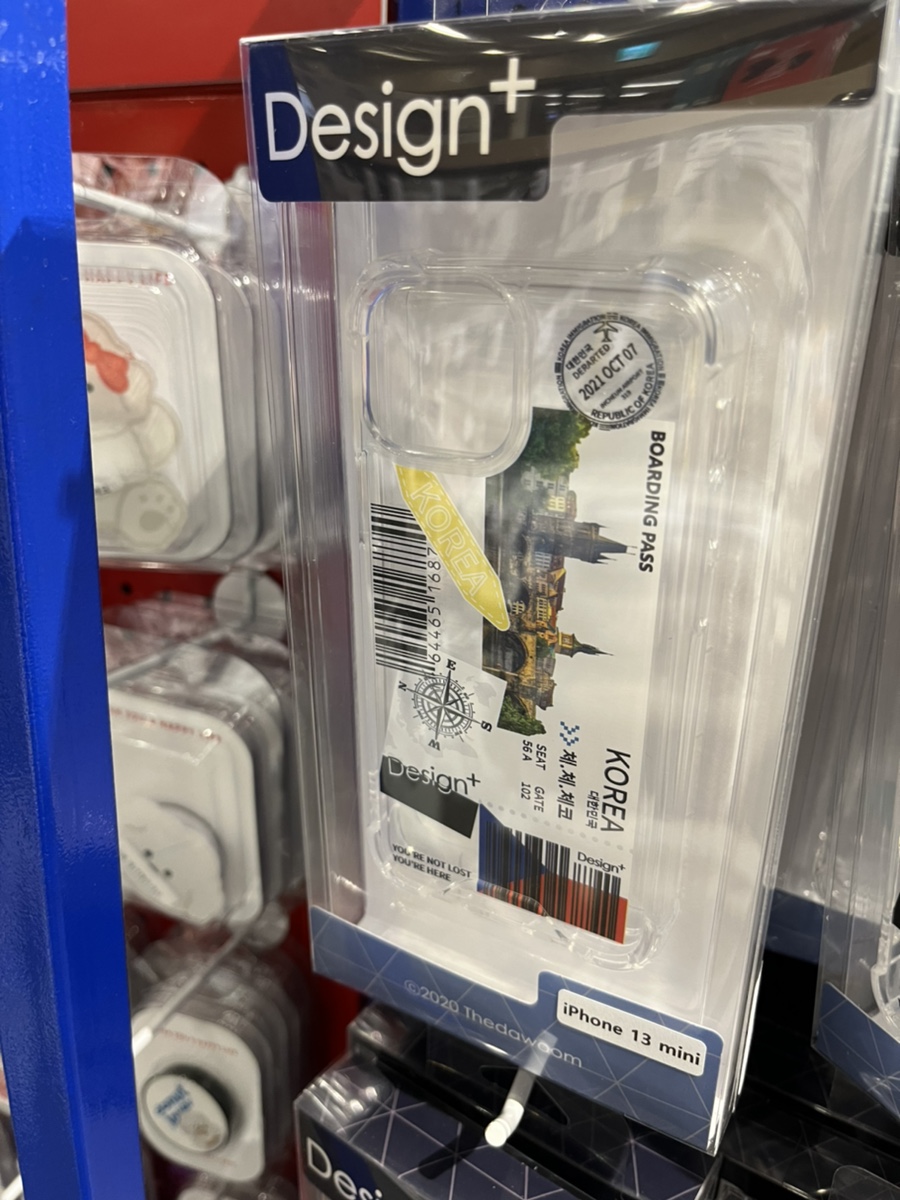 Design+
대한민국
DEPARTED
2021 OCT 07
REPUBLIC OF KOREA
BOARDING PASS
KOREA
E
N
S
W
SEAT
56A
GATE
102
체.체.체코
KOREA
대한민국
Design+
YOU'RE NOT LOST
YOU'RE HERE
Design+
©2020 Thedawoom
iPhone 13 mini